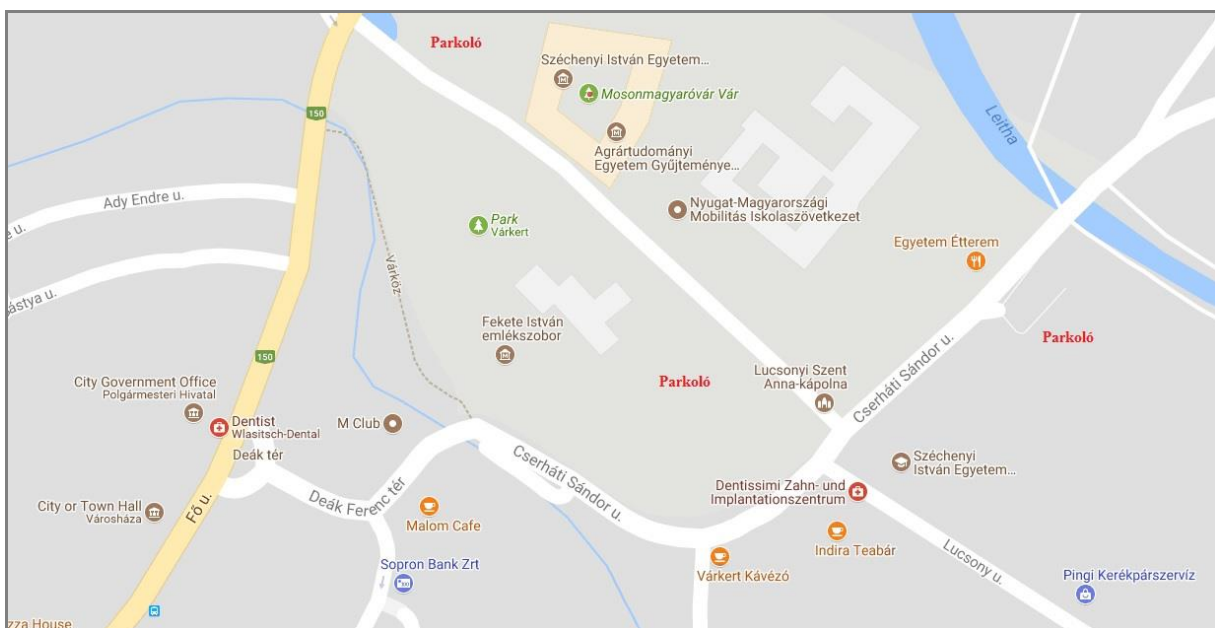 Parkoló
Széchenyi István Egyetem...
Mosonmagyaróvár Vár
150
Agrártudományi
Egyetem Gyűjteménye...
Leitha
Ady Endre u.
Nyugat-Magyarországi
Mobilitás Iskolaszövetkezet
Park
Várkert
e u.
Egyetem Étterem
Várköz
ástya u.
Fekete István
emlékszobor
Parkoló
150
Lucsonyi Szent
Anna-kápolna
Parkoló
Cserháti Sándor u.
City Government Office
Polgármesteri Hivatal
Dentist
Wlasitsch-Dental
M Club
Deák tér
Széchenyi
István Egyetem...
Cserháti Sándor u.
Dentissimi Zahn- und
Implantationszentrum
Deák Ferenc tér
City or Town Hall
Városháza
Fő u.
Malom Cafe
Indira Teabár
Lucsony u.
Sopron Bank Zrt
Várkert Kávézó
Pingi Kerékpárszervíz
zza House